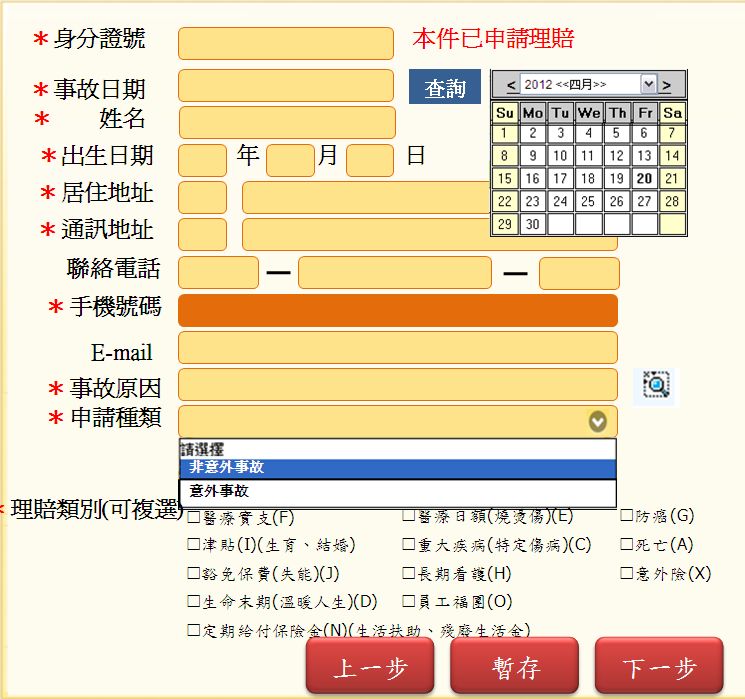 *身分證號 本件已申請理賠
*事故日期 查詢
< 2012 <<四月>> >
Su Mo Tu We Th Fr Sa
1 2 3 4 5 6 7
8 9 10 11 12 13 14
15 16 17 18 19 20 21
22 23 24 25 26 27 28
29 30
* 姓名
*出生日期 年 月 日
*居住地址
*通訊地址
聯絡電話 — —
*手機號碼
E-mail
*事故原因
*申請種類
請選擇
非意外事故
意外事故
*理賠類別(可複選)
□醫療實支(F) □醫療日額(燒燙傷)(E) □防癌(G)
□津貼(I)(生育、結婚) □重大疾病(特定傷病)(C) □死亡(A)
□豁免保費(失能)(J) □長期看護(H) □意外險(X)
□生命末期(溫暖人生)(D) □員工福團(O)
□定期給付保險金(N)(生活扶助、殘廢生活金)
上一步 暫存 下一步